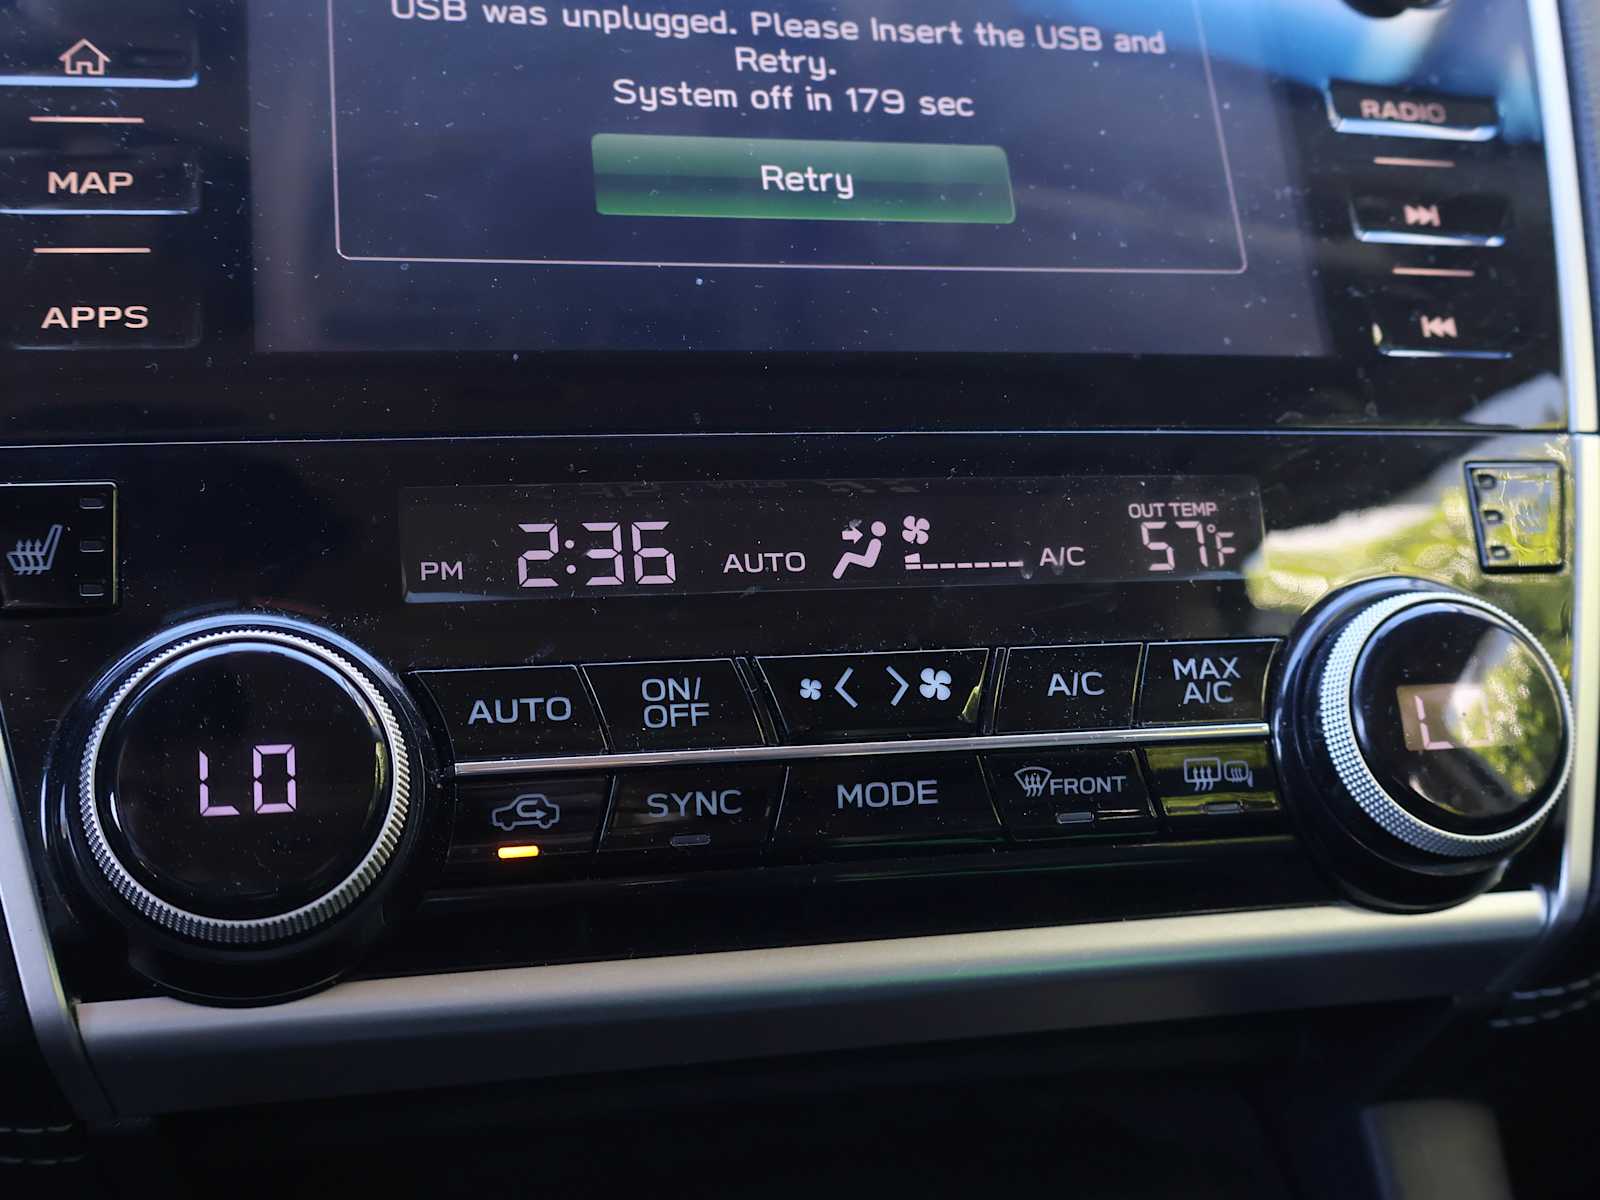 USB was unplugged. Please Insert the USB and
Retry.
System off in 179 sec
Retry
MAP
APPS
RADIO
PM 2:36 AUTO A/C OUT TEMP 57°F
LO
AUTO
ON/
OFF
A/C
MAX
A/C
SYNC
MODE
FRONT
LO